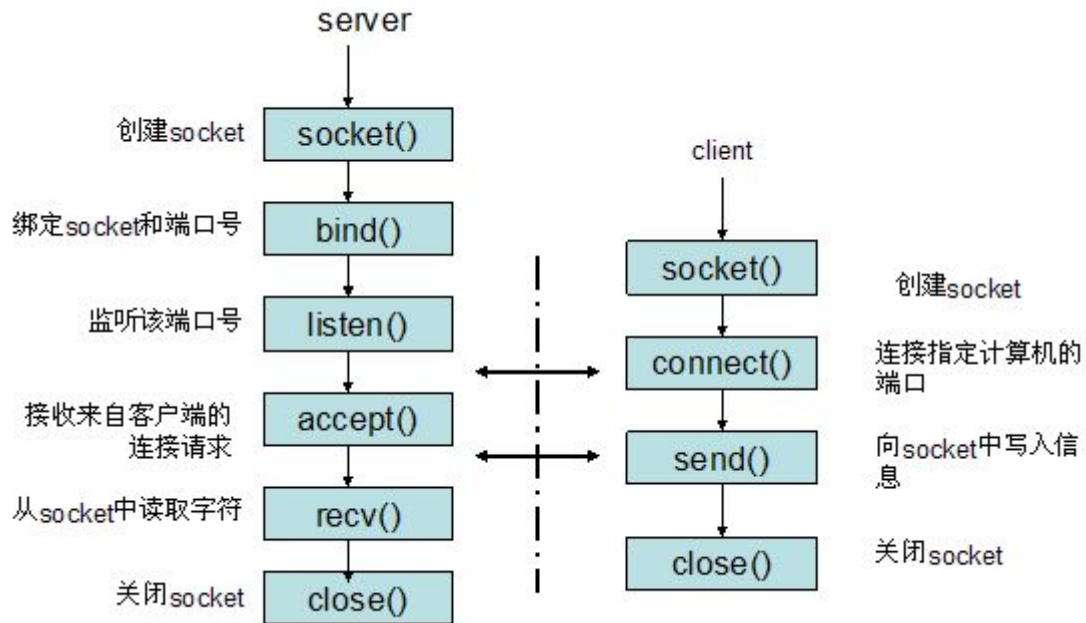 server
创建socket
socket()
绑定socket和端口号
bind()
监听该端口号
listen()
接收来自客户端的
连接请求
accept()
从socket中读取字符
recv()
关闭socket
close()
client
socket()
创建socket
connect()
连接指定计算机的
端口
send()
向socket中写入信
息
close()
关闭socket